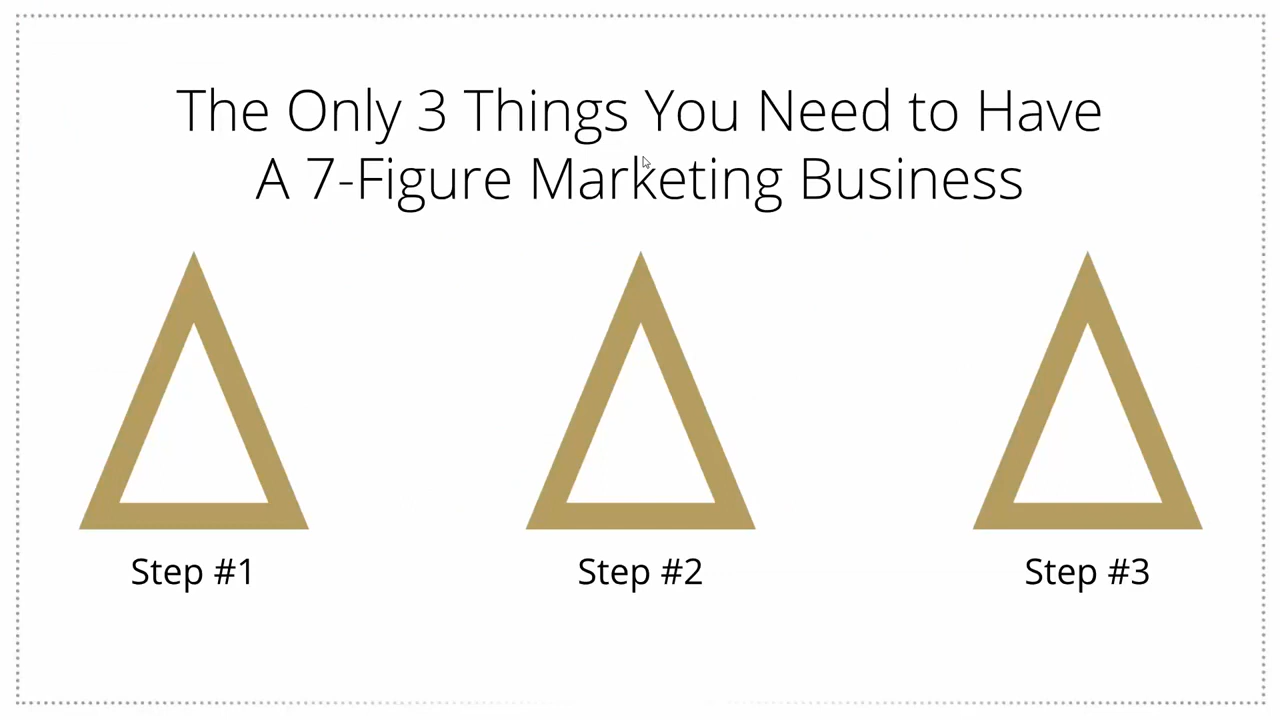 The Only 3 Things You Need to Have
A 7-Figure Marketing Business
Step #1
Step #2
Step #3